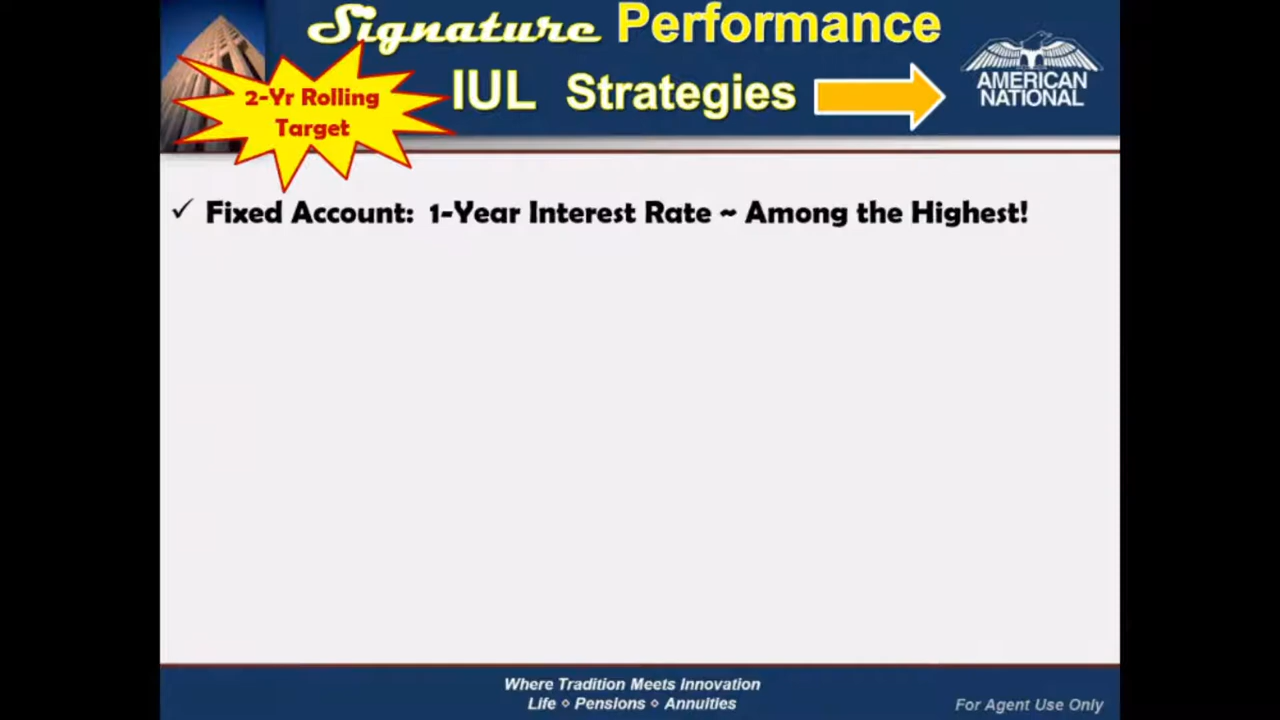 Signature Performance
2-Yr Rolling
Target
IUL Strategies
AMERICAN
NATIONAL
✓ Fixed Account: 1-Year Interest Rate ~ Among the Highest!
Where Tradition Meets Innovation
Life ⋄ Pensions ⋄ Annuities
For Agent Use Only